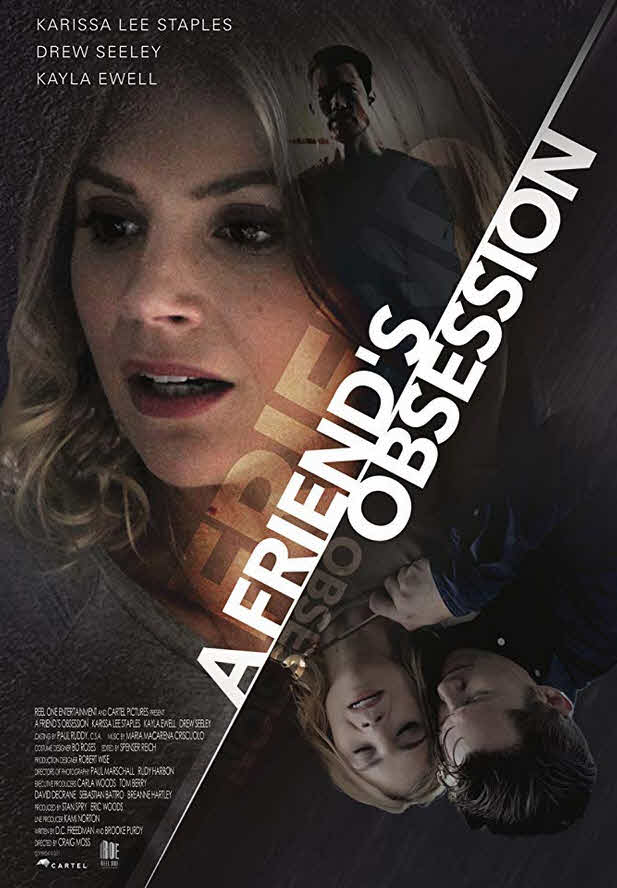 KARISSA LEE STAPLES
DREW SEELEY
KAYLA EWELL
A FRIEND'S
OBSESSION
REEL ONE ENTERTAINMENT AND CARTEL PICTURES PRESENT
A FRIEND'S OBSESSION KARISSA LEE STAPLES KAYLA EWELL DREW SEELEY
CASTING BY PAUL RUDDY, C.S.A. MUSIC BY MARIA MACARENA CRISCUOLO
COSTUME DESIGNER BO ROSES EDITED BY SPENSER REICH
PRODUCTION DESIGNER ROBERT WISE
DIRECTORS OF PHOTOGRAPHY PAUL MARSCHALL RUDY HARBON
EXECUTIVE PRODUCERS CARLA WOODS TOM BERRY
DAVID DECRANE SEBASTIAN BATTRO BREANNE HARTLEY
PRODUCED BY STAN SPRY ERIC WOODS
LINE PRODUCER KAMI NORTON
WRITTEN BY D.C. FREEDMAN AND BROOKE PURDY
DIRECTED BY CRAIG MOSS
CARTEL
REEL ONE